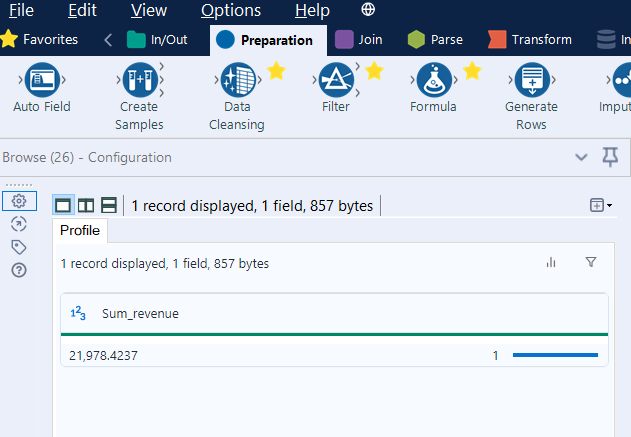 File Edit View Options Help
Favorites In/Out Preparation Join Parse Transform In
Auto Field Create Samples Data Cleansing Filter Formula Generate Rows Imput
Browse (26) - Configuration
1 record displayed, 1 field, 857 bytes
Profile
1 record displayed, 1 field, 857 bytes
123 Sum_revenue
21,978.4237 1